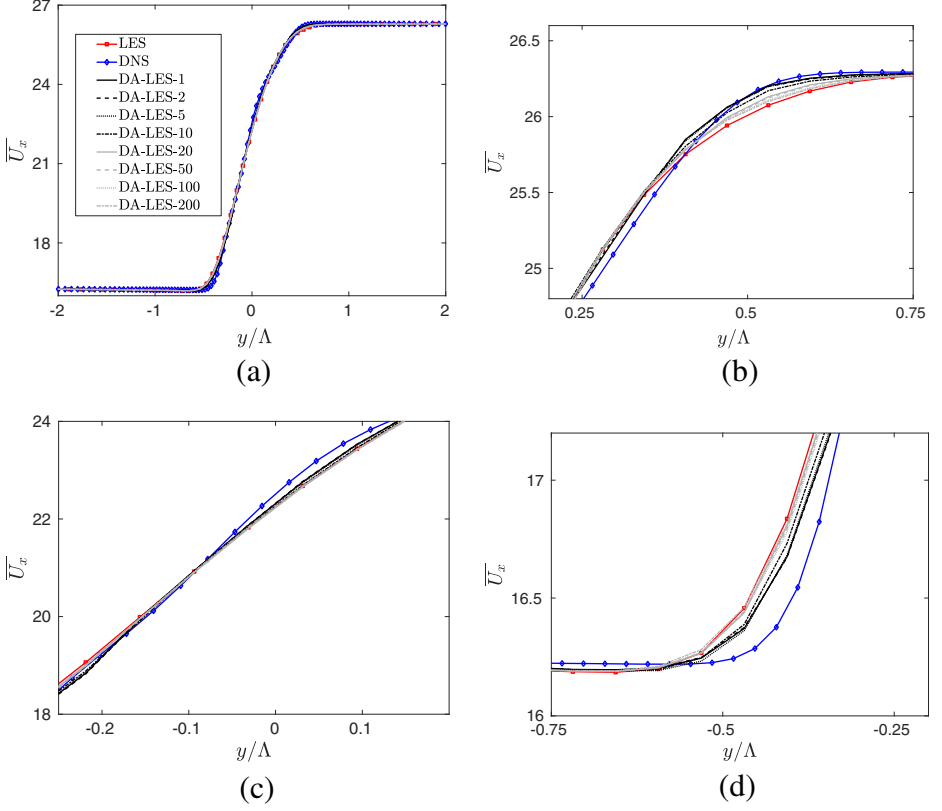 27
24
21
18
-2
-1
0
1
2
y/Λ
U_x
LES
DNS
DA-LES-1
DA-LES-2
DA-LES-5
DA-LES-10
DA-LES-20
DA-LES-50
DA-LES-100
DA-LES-200
(a)
26.5
26
25.5
25
0.25
0.5
0.75
y/Λ
U_x
(b)
24
22
20
18
-0.2
-0.1
0
0.1
y/Λ
U_x
(c)
17
16.5
16
-0.75
-0.5
-0.25
y/Λ
U_x
(d)